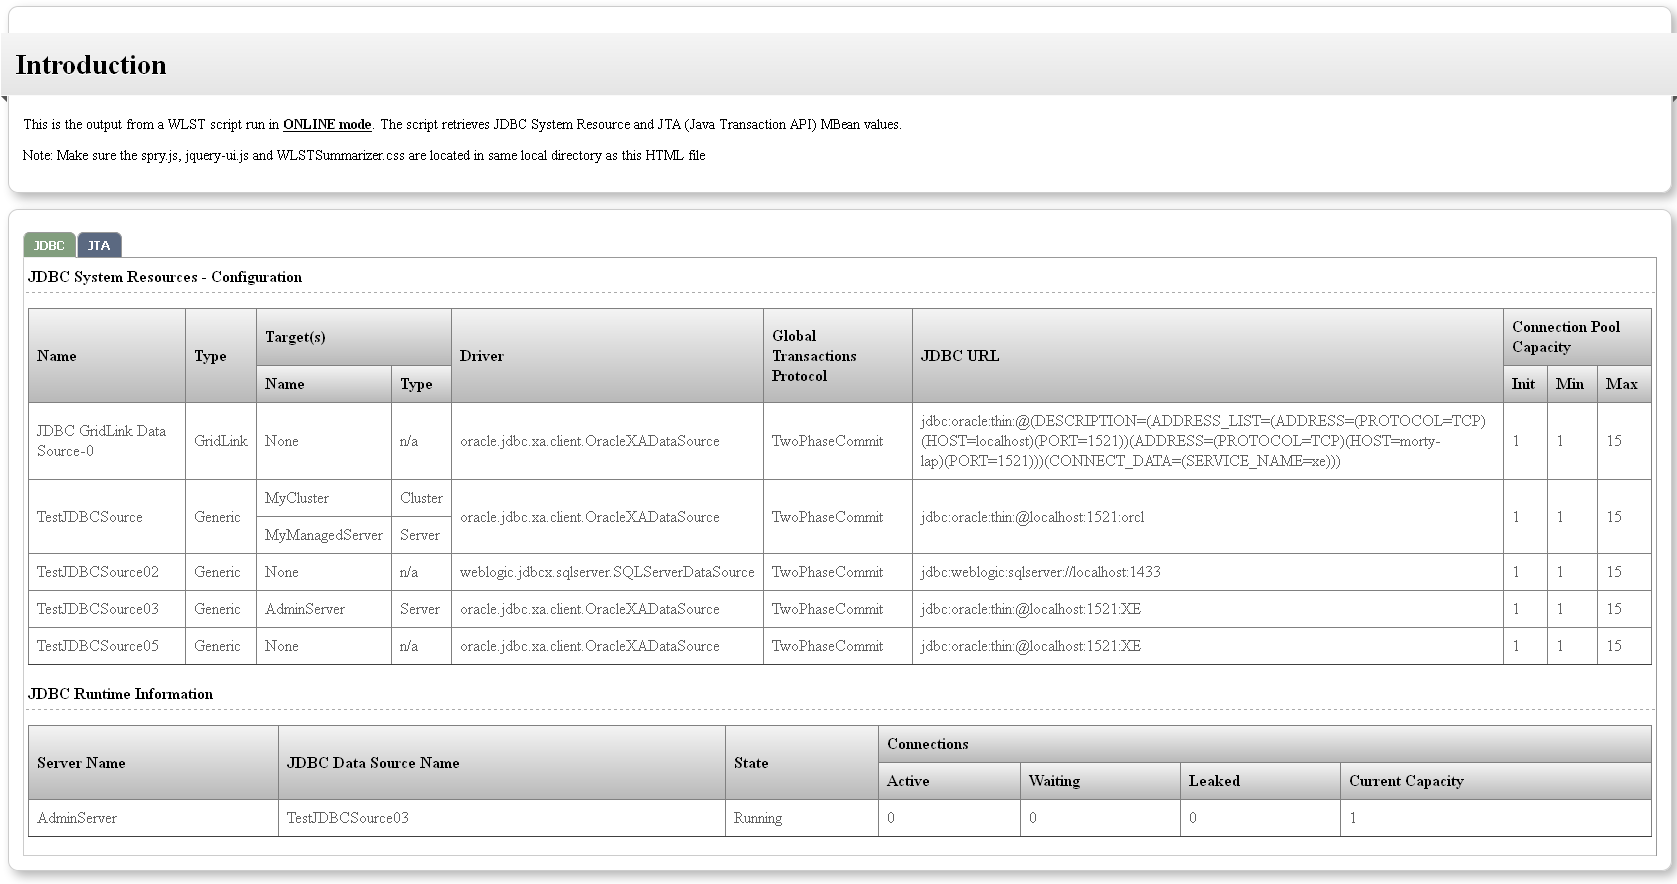 Introduction
This is the output from a WLST script run in ONLINE mode. The script retrieves JDBC System Resource and JTA (Java Transaction API) MBean values.
Note: Make sure the spry.js, jquery-ui.js and WLSTSummarizer.css are located in same local directory as this HTML file
JDBC JTA
JDBC System Resources - Configuration
Name Type Target(s) Driver Global Transactions Protocol JDBC URL Connection Pool Capacity
Name Type Init Min Max
JDBC GridLink Data Source-0 GridLink None n/a oracle.jdbc.xa.client.OracleXADataSource TwoPhaseCommit jdbc:oracle:thin:@(DESCRIPTION=(ADDRESS_LIST=(ADDRESS=(PROTOCOL=TCP)
(HOST=localhost)(PORT=1521))(ADDRESS=(PROTOCOL=TCP)(HOST=morty-
lap)(PORT=1521)))(CONNECT_DATA=(SERVICE_NAME=xe))) 1 1 15
TestJDBCSource Generic MyCluster Cluster oracle.jdbc.xa.client.OracleXADataSource TwoPhaseCommit jdbc:oracle:thin:@localhost:1521:orcl 1 1 15
MyManagedServer Server
TestJDBCSource02 Generic None n/a weblogic.jdbcx.sqlserver.SQLServerDataSource TwoPhaseCommit jdbc:weblogic:sqlserver://localhost:1433 1 1 15
TestJDBCSource03 Generic AdminServer Server oracle.jdbc.xa.client.OracleXADataSource TwoPhaseCommit jdbc:oracle:thin:@localhost:1521:XE 1 1 15
TestJDBCSource05 Generic None n/a oracle.jdbc.xa.client.OracleXADataSource TwoPhaseCommit jdbc:oracle:thin:@localhost:1521:XE 1 1 15
JDBC Runtime Information
Server Name JDBC Data Source Name State Connections
Active Waiting Leaked Current Capacity
AdminServer TestJDBCSource03 Running 0 0 0 1